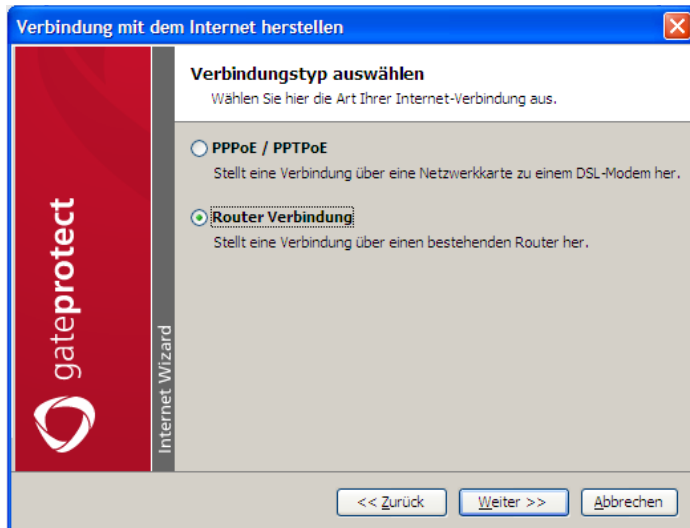 Verbindung mit dem Internet herstellen
gateprotect
Internet Wizard
Verbindungstyp auswählen
Wählen Sie hier die Art Ihrer Internet-Verbindung aus.
PPPoE / PPTPoE
Stellt eine Verbindung über eine Netzwerkkarte zu einem DSL-Modem her.
Router Verbindung
Stellt eine Verbindung über einen bestehenden Router her.
<< Zurück
Weiter >>
Abbrechen